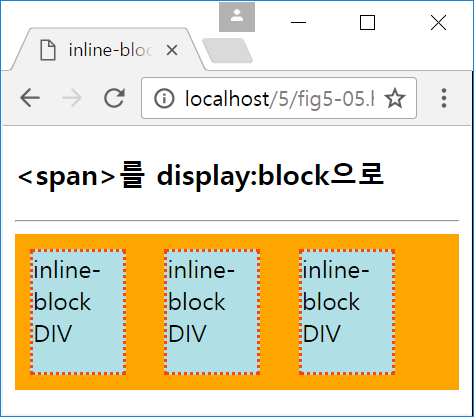 inline-bloc
localhost/5/fig5-05.h
<span>를 display:block으로
inline-
block
DIV
inline-
block
DIV
inline-
block
DIV